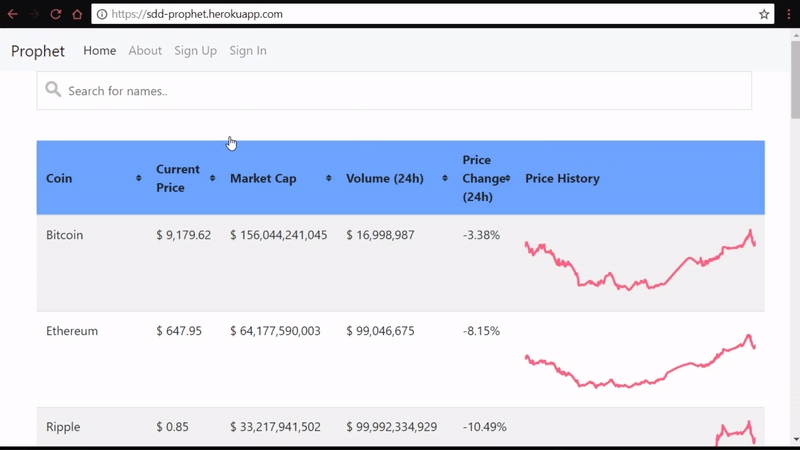 https://sdd-prophet.herokuapp.com
Prophet Home About Sign Up Sign In
Search for names..
Coin Current Price Market Cap Volume (24h) Price Change (24h) Price History
Bitcoin $ 9,179.62 $ 156,044,241,045 $ 16,998,987 -3.38%
Ethereum $ 647.95 $ 64,177,590,003 $ 99,046,675 -8.15%
Ripple $ 0.85 $ 33,217,941,502 $ 99,992,334,929 -10.49%